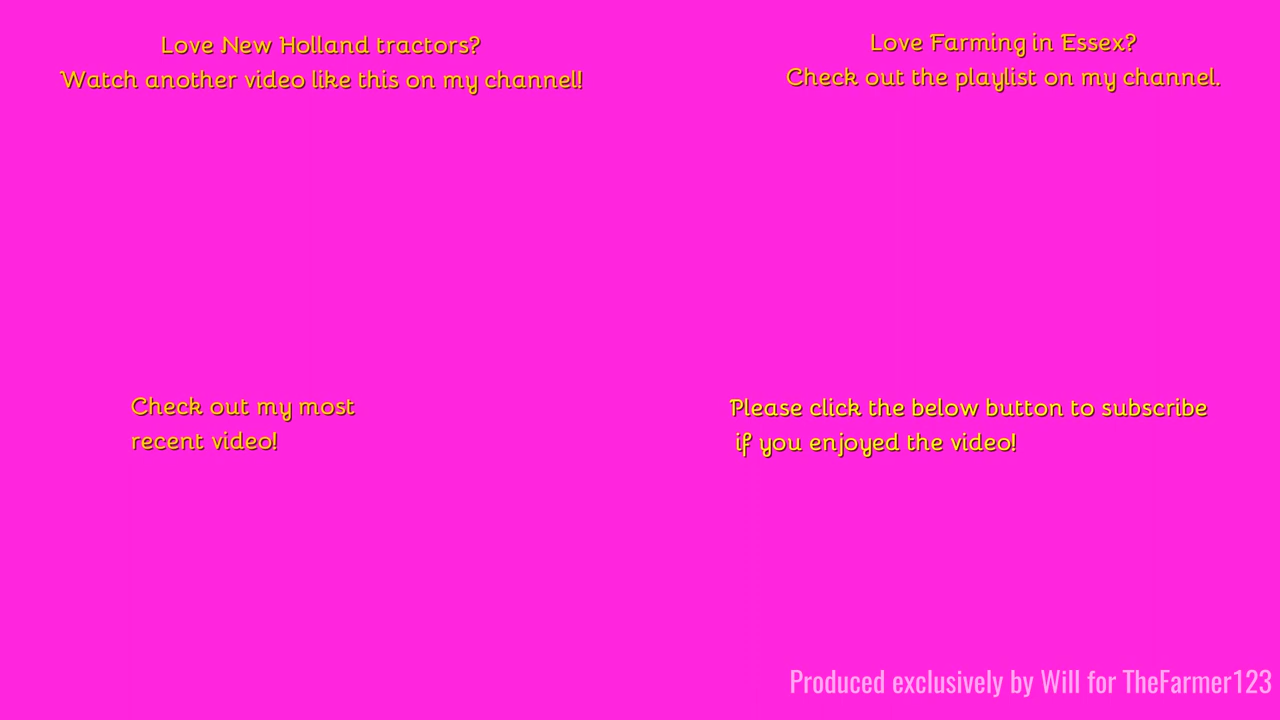 Love New Holland tractors?
Watch another video like this on my channel!
Love Farming in Essex?
Check out the playlist on my channel.
Check out my most
recent video!
Please click the below button to subscribe
if you enjoyed the video!
Produced exclusively by Will for TheFarmer123